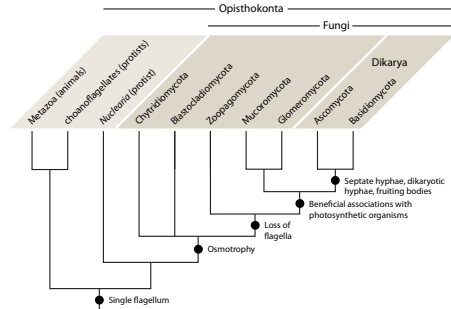 Opisthokonta
Fungi
Dikarya
Metazoa (animals)
choanoflagellates (protists)
Nuclearia (protist)
Chytridiomycota
Blastocladiomycota
Zoopagomycota
Mucoromycota
Glomeromycota
Ascomycota
Basidiomycota
Septate hyphae, dikaryotic
hyphae, fruiting bodies
Beneficial associations with
photosynthetic organisms
Loss of
flagella
Osmotrophy
Single flagellum